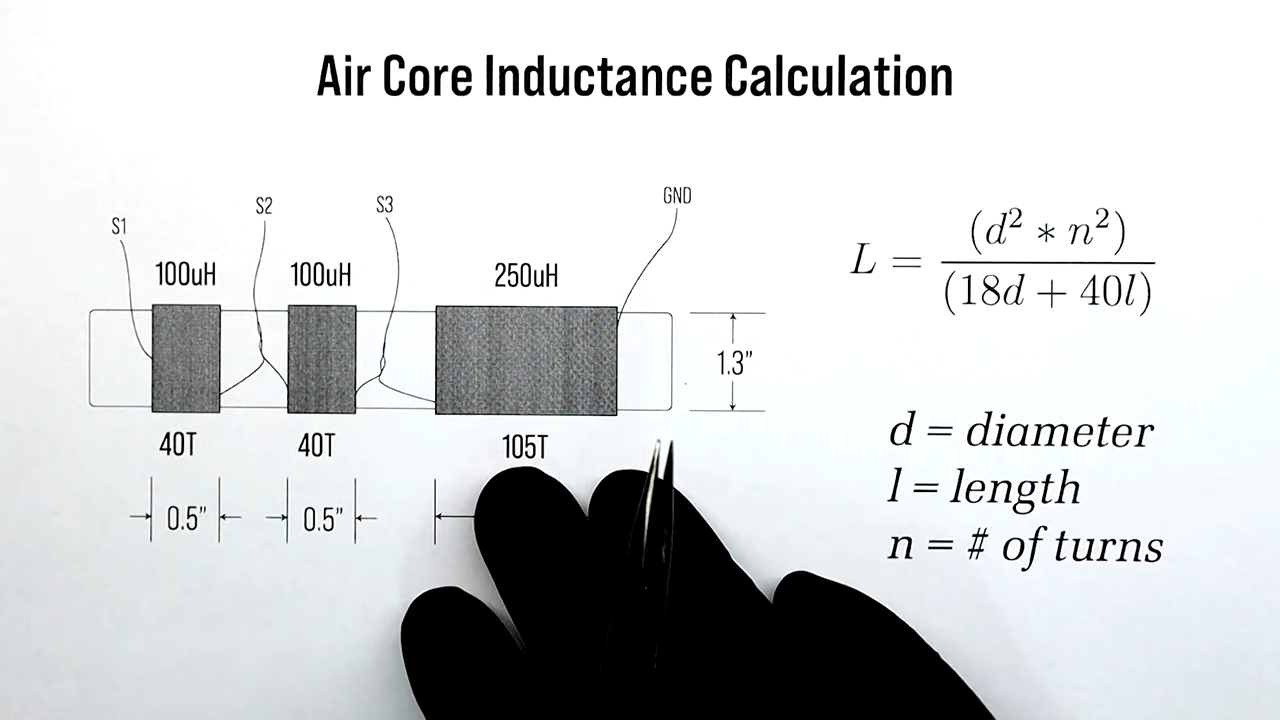 Air Core Inductance Calculation
S1
S2
S3
GND
100uH
100uH
250uH
1.3"
40T
40T
105T
0.5"
0.5"
L = (d² * n²) / (18d + 40l)
d = diameter
l = length
n = # of turns